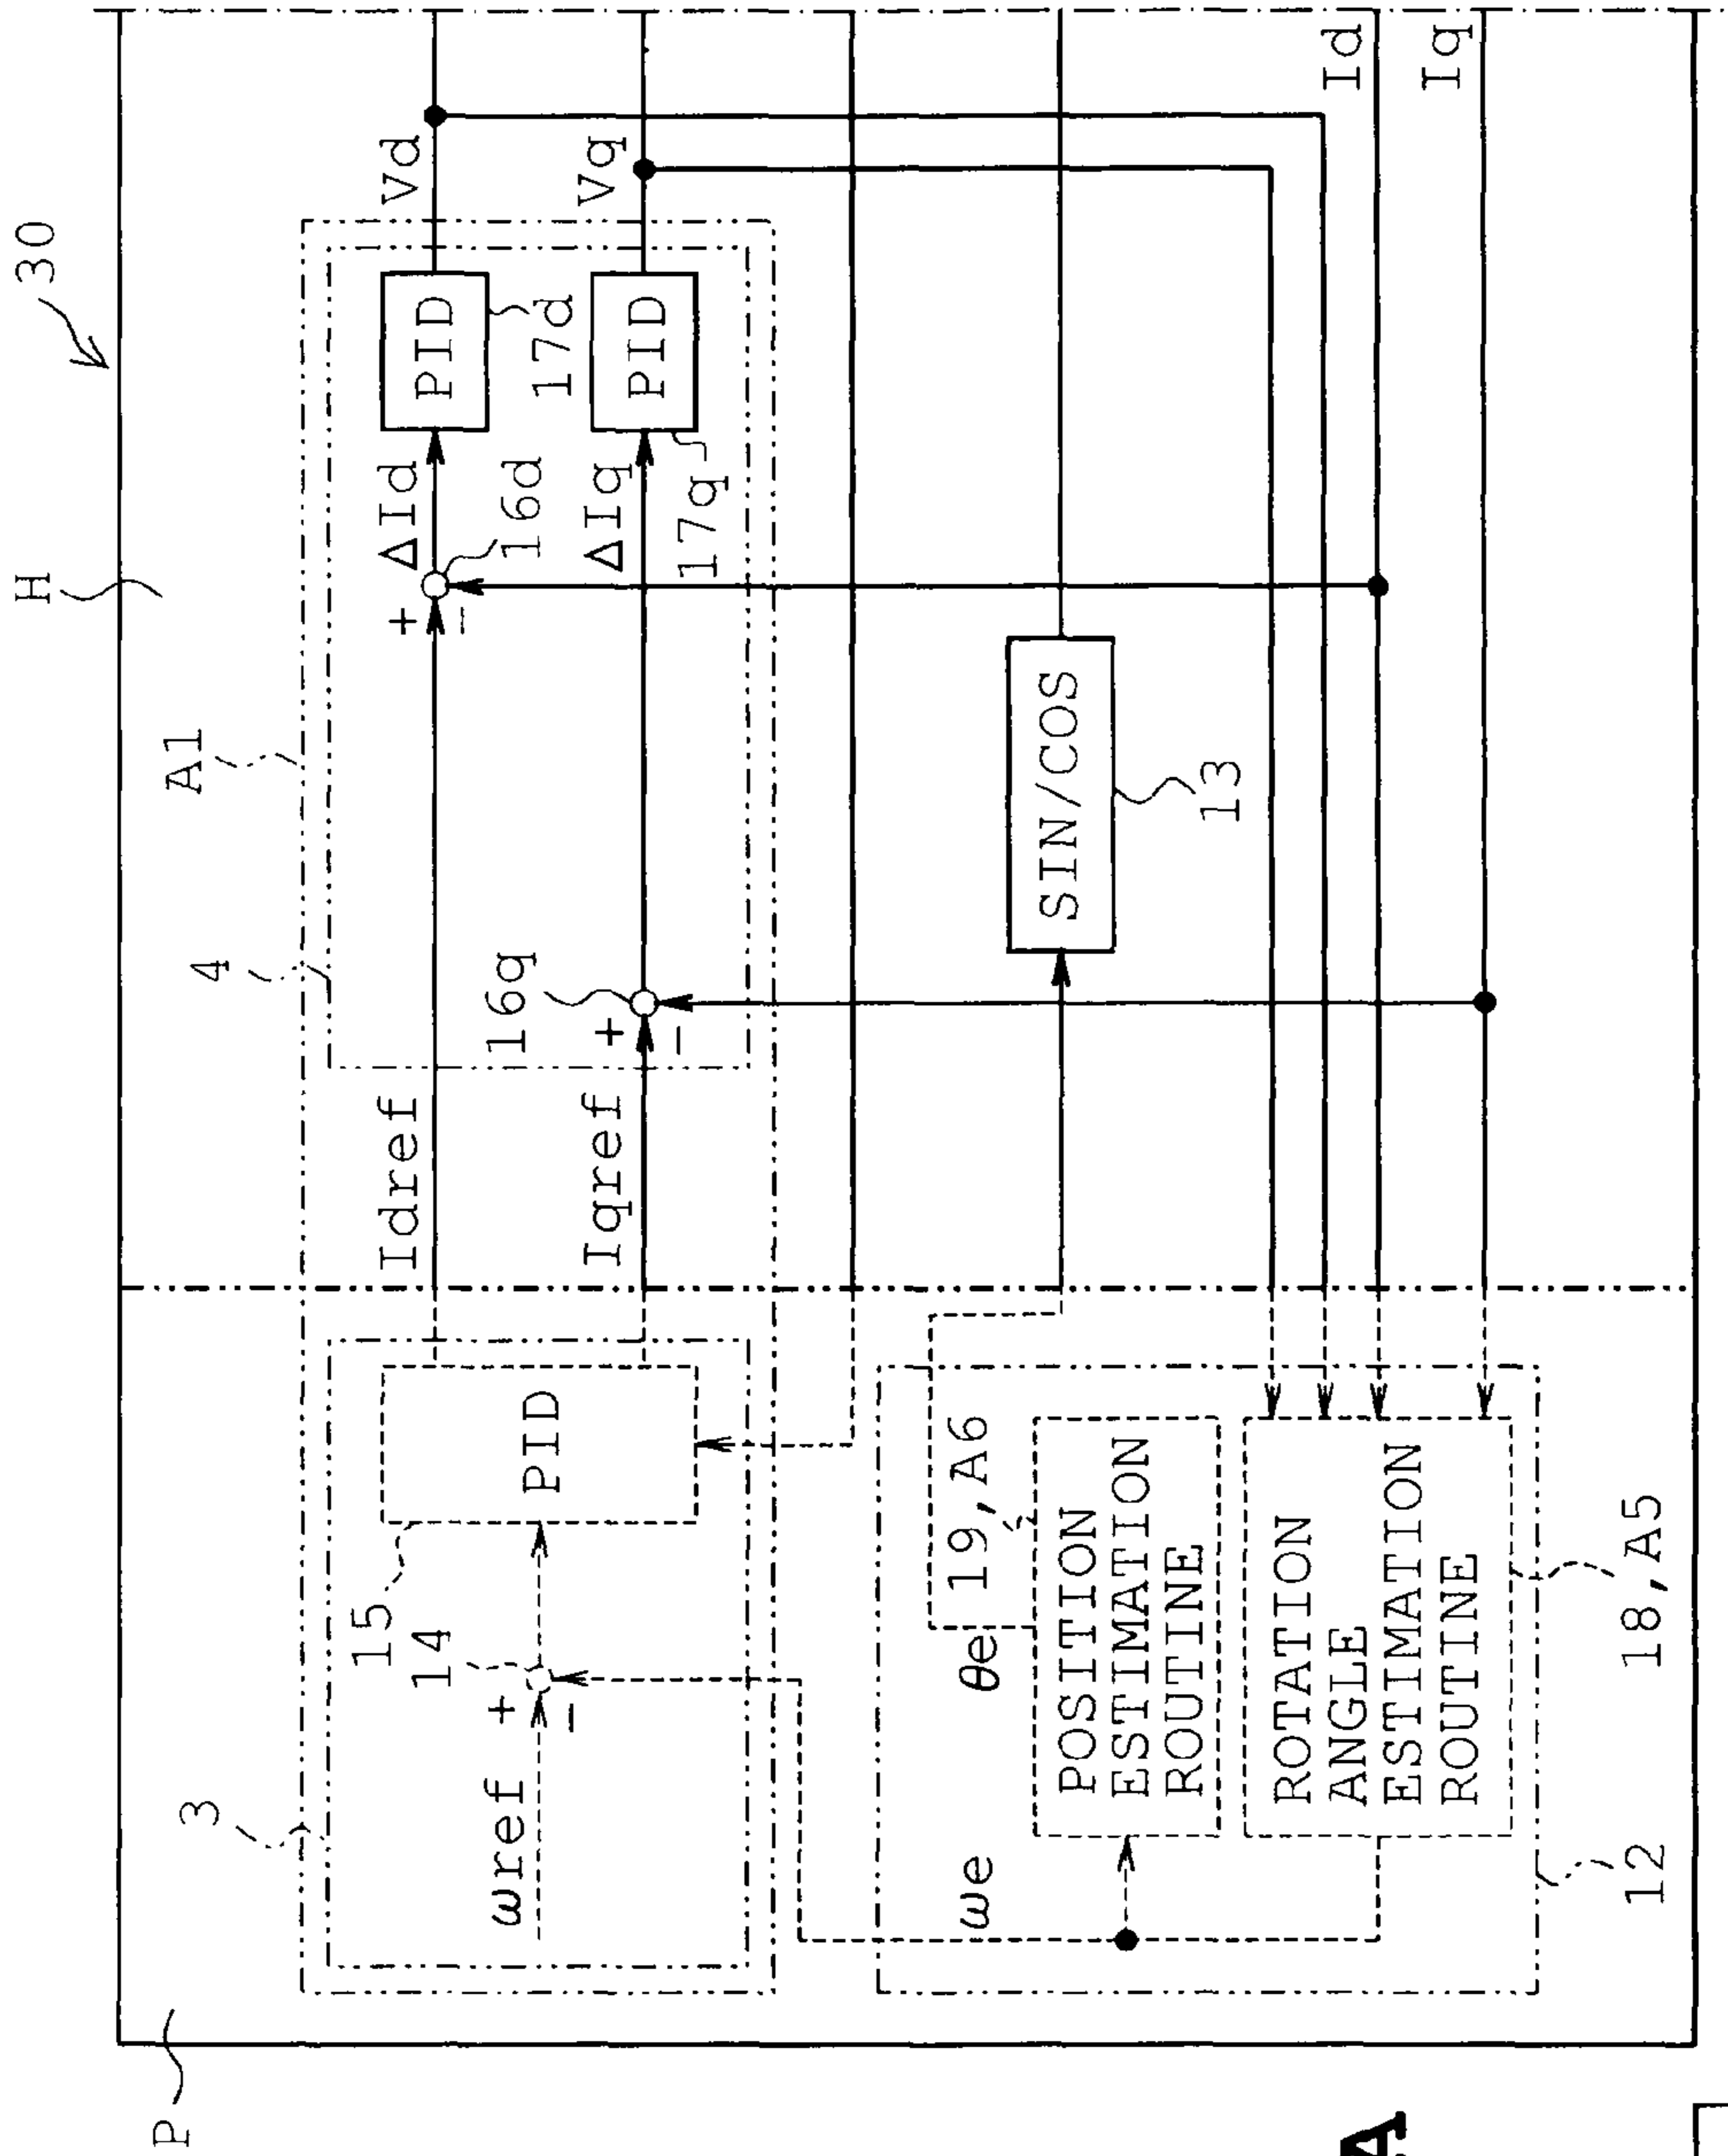 30
H
P
A1
4
3
Vd
Vq
PID
17d
PID
17q
ΔId
16d
ΔIq
16q
+
−
+
−
Idref
Iqref
PID
15
14
+
−
ωref
SIN/COS
13
Id
Iq
θe
19,A6
POSITION
ESTIMATION
ROUTINE
ROTATION
ANGLE
ESTIMATION
ROUTINE
18,A5
ωe
12
A